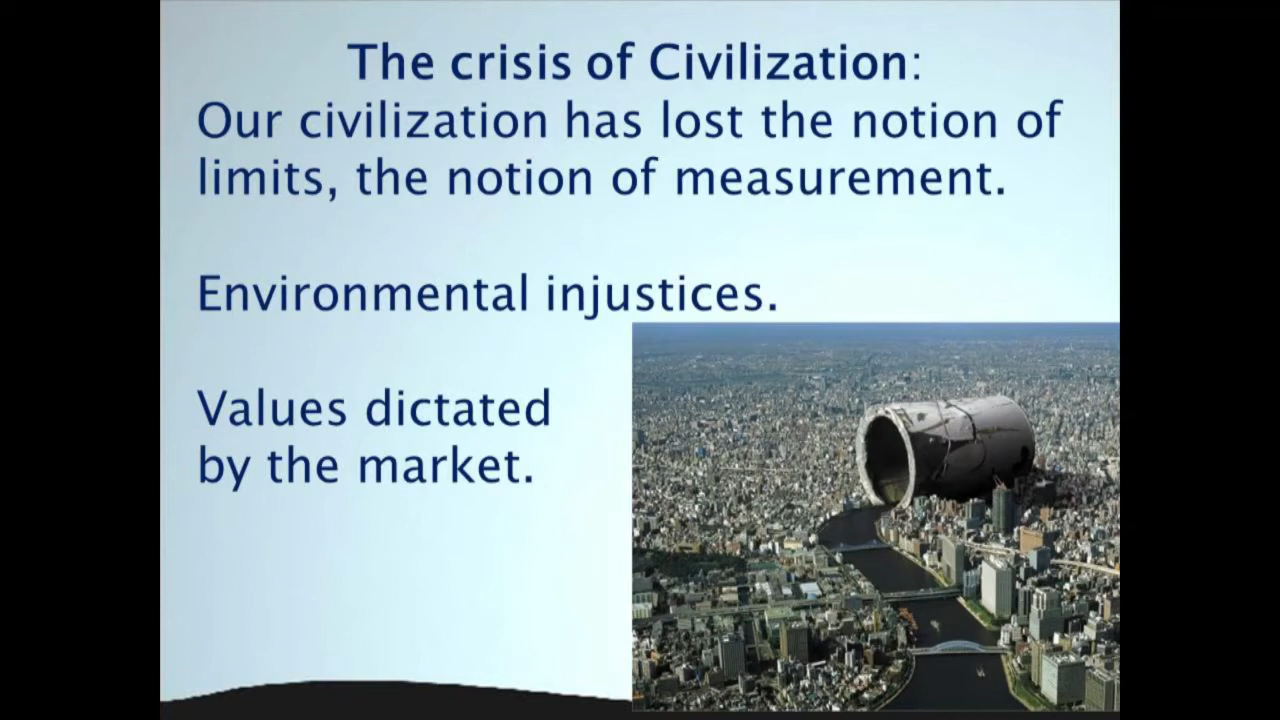 The crisis of Civilization:
Our civilization has lost the notion of
limits, the notion of measurement.
Environmental injustices.
Values dictated
by the market.